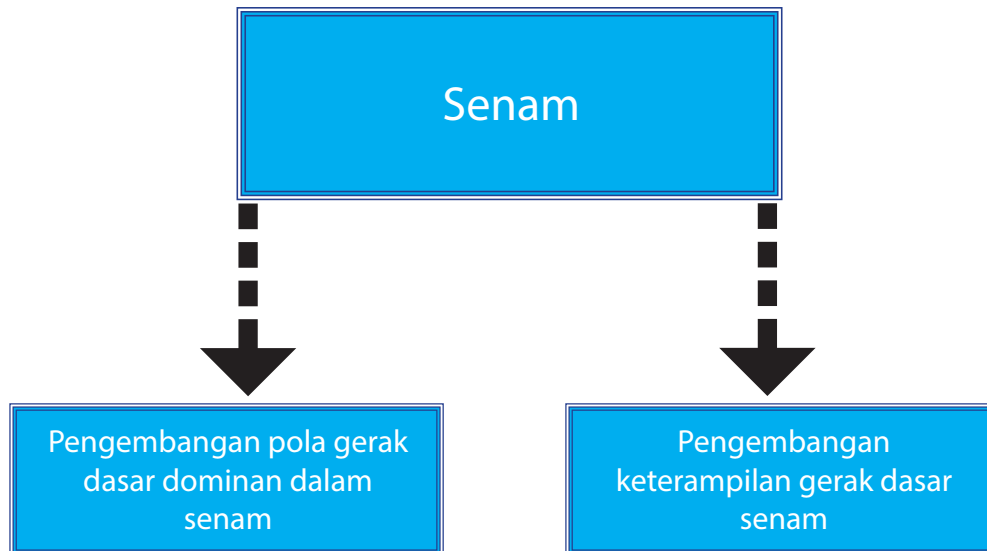 Senam
Pengembangan pola gerak
dasar dominan dalam
senam
Pengembangan
keterampilan gerak dasar
senam